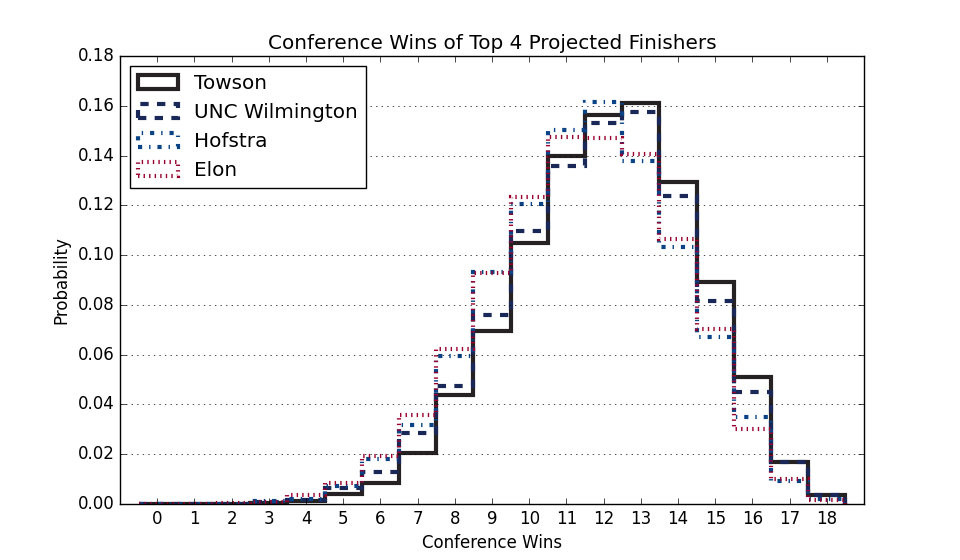 Conference Wins of Top 4 Projected Finishers
0.18
0.16
0.14
0.12
0.10
0.08
0.06
0.04
0.02
0.00
Probability
Towson
UNC Wilmington
Hofstra
Elon
0 1 2 3 4 5 6 7 8 9 10 11 12 13 14 15 16 17 18
Conference Wins